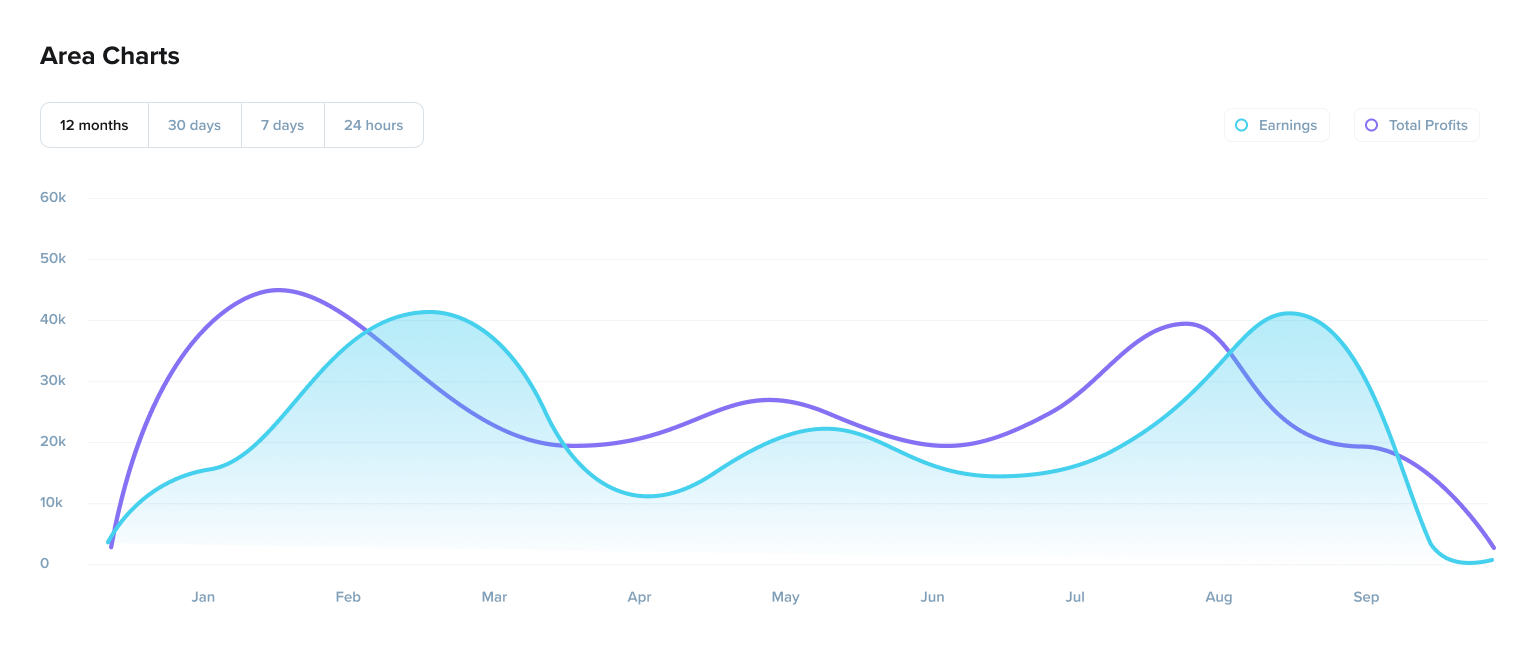 Area Charts
12 months 30 days 7 days 24 hours
Earnings Total Profits
60k
50k
40k
30k
20k
10k
0
Jan Feb Mar Apr May Jun Jul Aug Sep